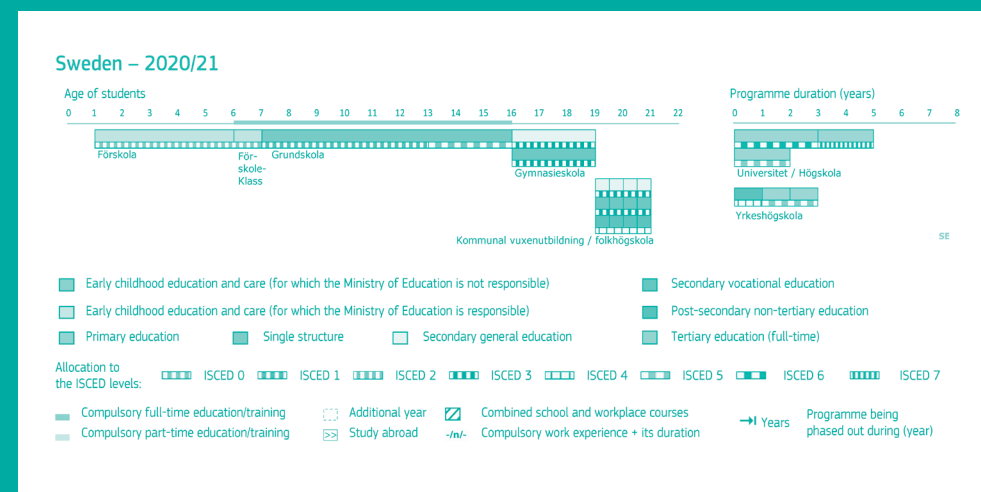 Sweden – 2020/21
Age of students
Programme duration (years)
0 1 2 3 4 5 6 7 8 9 10 11 12 13 14 15 16 17 18 19 20 21 22
0 1 2 3 4 5 6 7 8
Förskola
För-
skole-
Klass
Grundskola
Gymnasieskola
Kommunal vuxenutbildning / folkhögskola
Universitet / Högskola
Yrkeshögskola
SE
Early childhood education and care (for which the Ministry of Education is not responsible)
Secondary vocational education
Early childhood education and care (for which the Ministry of Education is responsible)
Post-secondary non-tertiary education
Primary education
Single structure
Secondary general education
Tertiary education (full-time)
Allocation to
the ISCED levels:
ISCED 0
ISCED 1
ISCED 2
ISCED 3
ISCED 4
ISCED 5
ISCED 6
ISCED 7
Compulsory full-time education/training
Additional year
Combined school and workplace courses
Compulsory part-time education/training
>> Study abroad
-/n/- Compulsory work experience + its duration
Years
Programme being
phased out during (year)